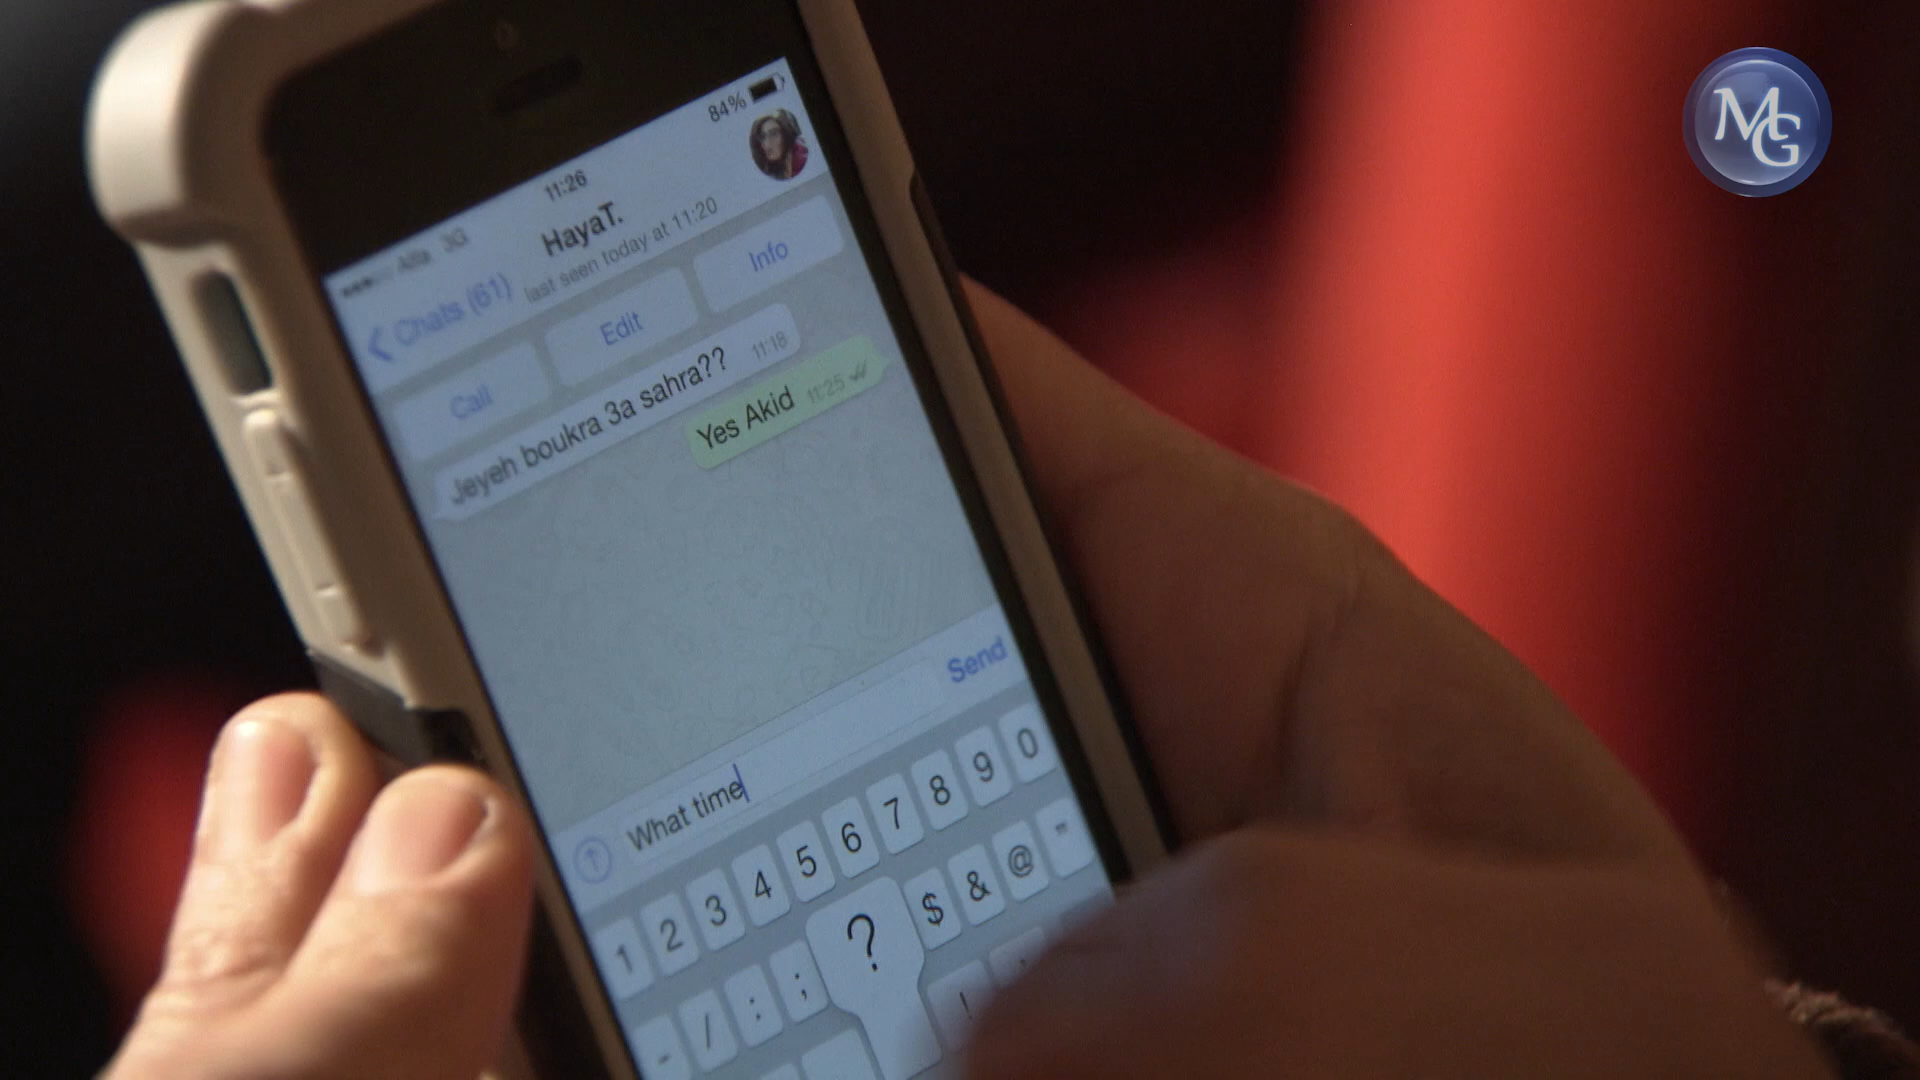 MG
84%
11:26
Alfa 3G
HayaT.
last seen today at 11:20
Chats (61)
Call
Edit
Info
Jeyeh boukra 3a sahra?? 11:18
Yes Akid 11:25
What time
Send
1 2 3 4 5 6 7 8 9 0
- / : ; ? $ & @ "
!